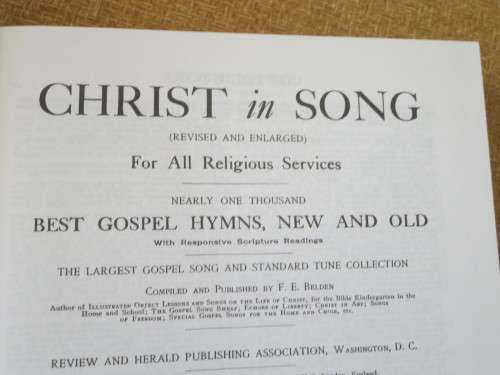 CHRIST in SONG
(REVISED AND ENLARGED)
For All Religious Services
NEARLY ONE THOUSAND
BEST GOSPEL HYMNS, NEW AND OLD
With Responsive Scripture Readings
THE LARGEST GOSPEL SONG AND STANDARD TUNE COLLECTION
COMPILED AND PUBLISHED BY F. E. BELDEN
Author of ILLUSTRATED OBJECT LESSONS AND SONGS ON THE LIFE OF CHRIST, for the Bible Kindergarten in the
Home and School; THE GOSPEL SONG SHEAF; ECHOES OF LIBERTY; CHRIST IN ART; SONGS
OF FREEDOM; SPECIAL GOSPEL SONGS FOR THE HOME AND CHOIR, etc.
REVIEW AND HERALD PUBLISHING ASSOCIATION, WASHINGTON, D. C.
London, England.